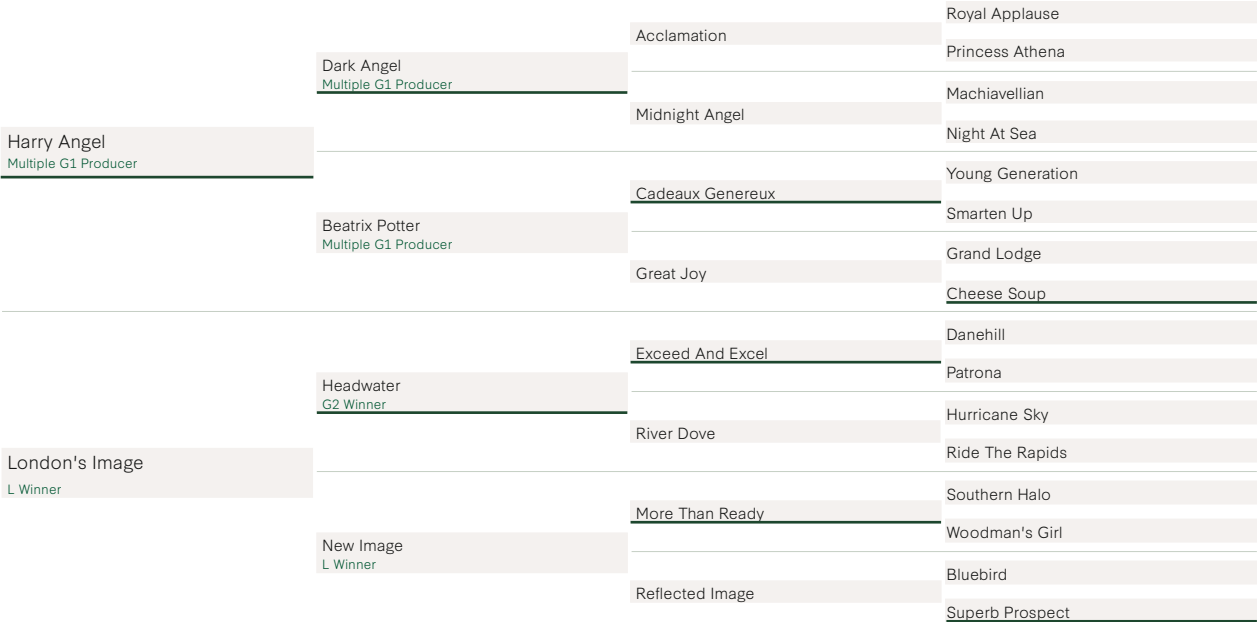 Harry Angel
Multiple G1 Producer
London's Image
L Winner
Dark Angel
Multiple G1 Producer
Beatrix Potter
Multiple G1 Producer
Headwater
G2 Winner
New Image
L Winner
Acclamation
Midnight Angel
Cadeaux Genereux
Great Joy
Exceed And Excel
River Dove
More Than Ready
Reflected Image
Royal Applause
Princess Athena
Machiavellian
Night At Sea
Young Generation
Smarten Up
Grand Lodge
Cheese Soup
Danehill
Patrona
Hurricane Sky
Ride The Rapids
Southern Halo
Woodman's Girl
Bluebird
Superb Prospect